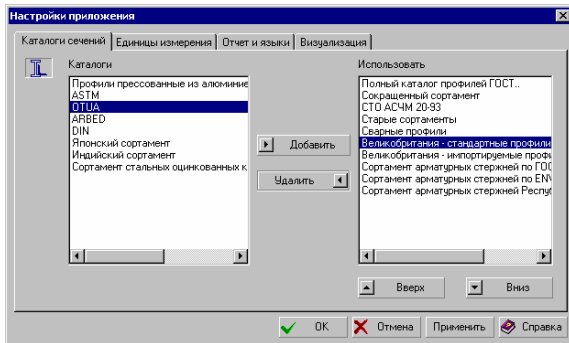 Настройки приложения
Каталоги сечений
Единицы измерения
Отчет и языки
Визуализация
Каталоги
Профили прессованные из алюминие
ASTM
OTUA
ARBED
DIN
Японский сортамент
Индийский сортамент
Сортамент стальных оцинкованных к
Добавить
Удалить
Использовать
Полный каталог профилей ГОСТ..
Сокращенный сортамент
СТО АСЧМ 20-93
Старые сортаменты
Сварные профили
Великобритания - стандартные профили
Великобритания - импортируемые профи
Сортамент арматурных стержней по ГОС
Сортамент арматурных стержней по ENV
Сортамент арматурных стержней Респуб
Вверх
Вниз
OK
Отмена
Применить
Справка